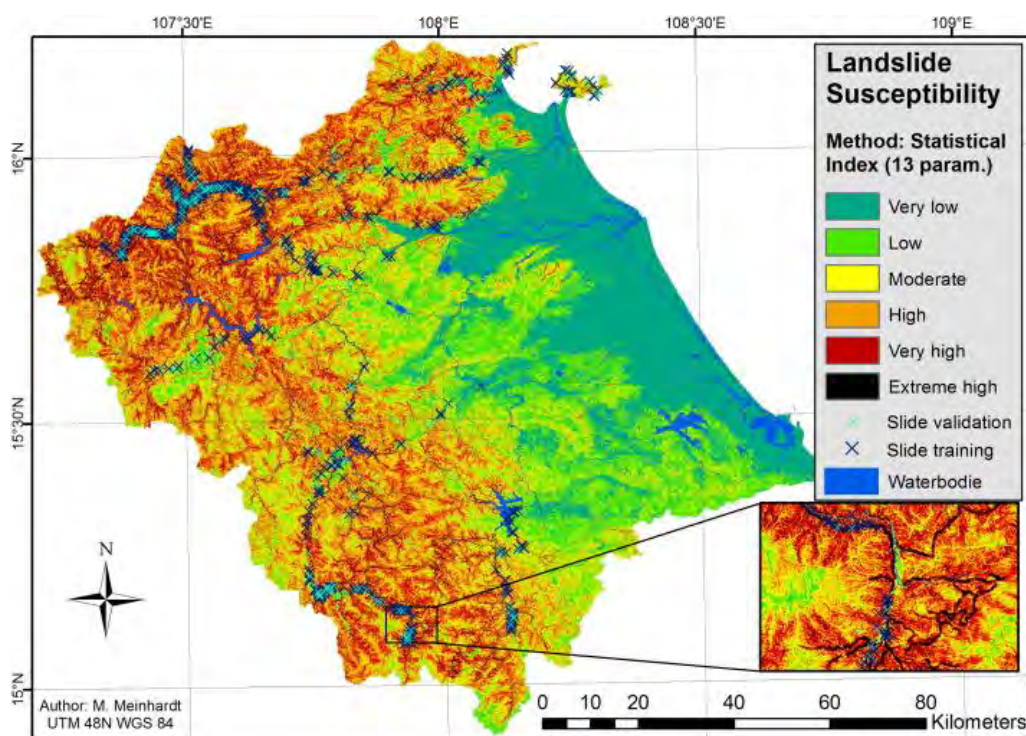 107°30'E 108°E 108°30'E 109°E
16°N
15°30'N
15°N
Landslide
Susceptibility
Method: Statistical
Index (13 param.)
Very low
Low
Moderate
High
Very high
Extreme high
Slide validation
Slide training
Waterbodie
N
Author: M. Meinhardt
UTM 48N WGS 84
0 10 20 40 60 80
Kilometers